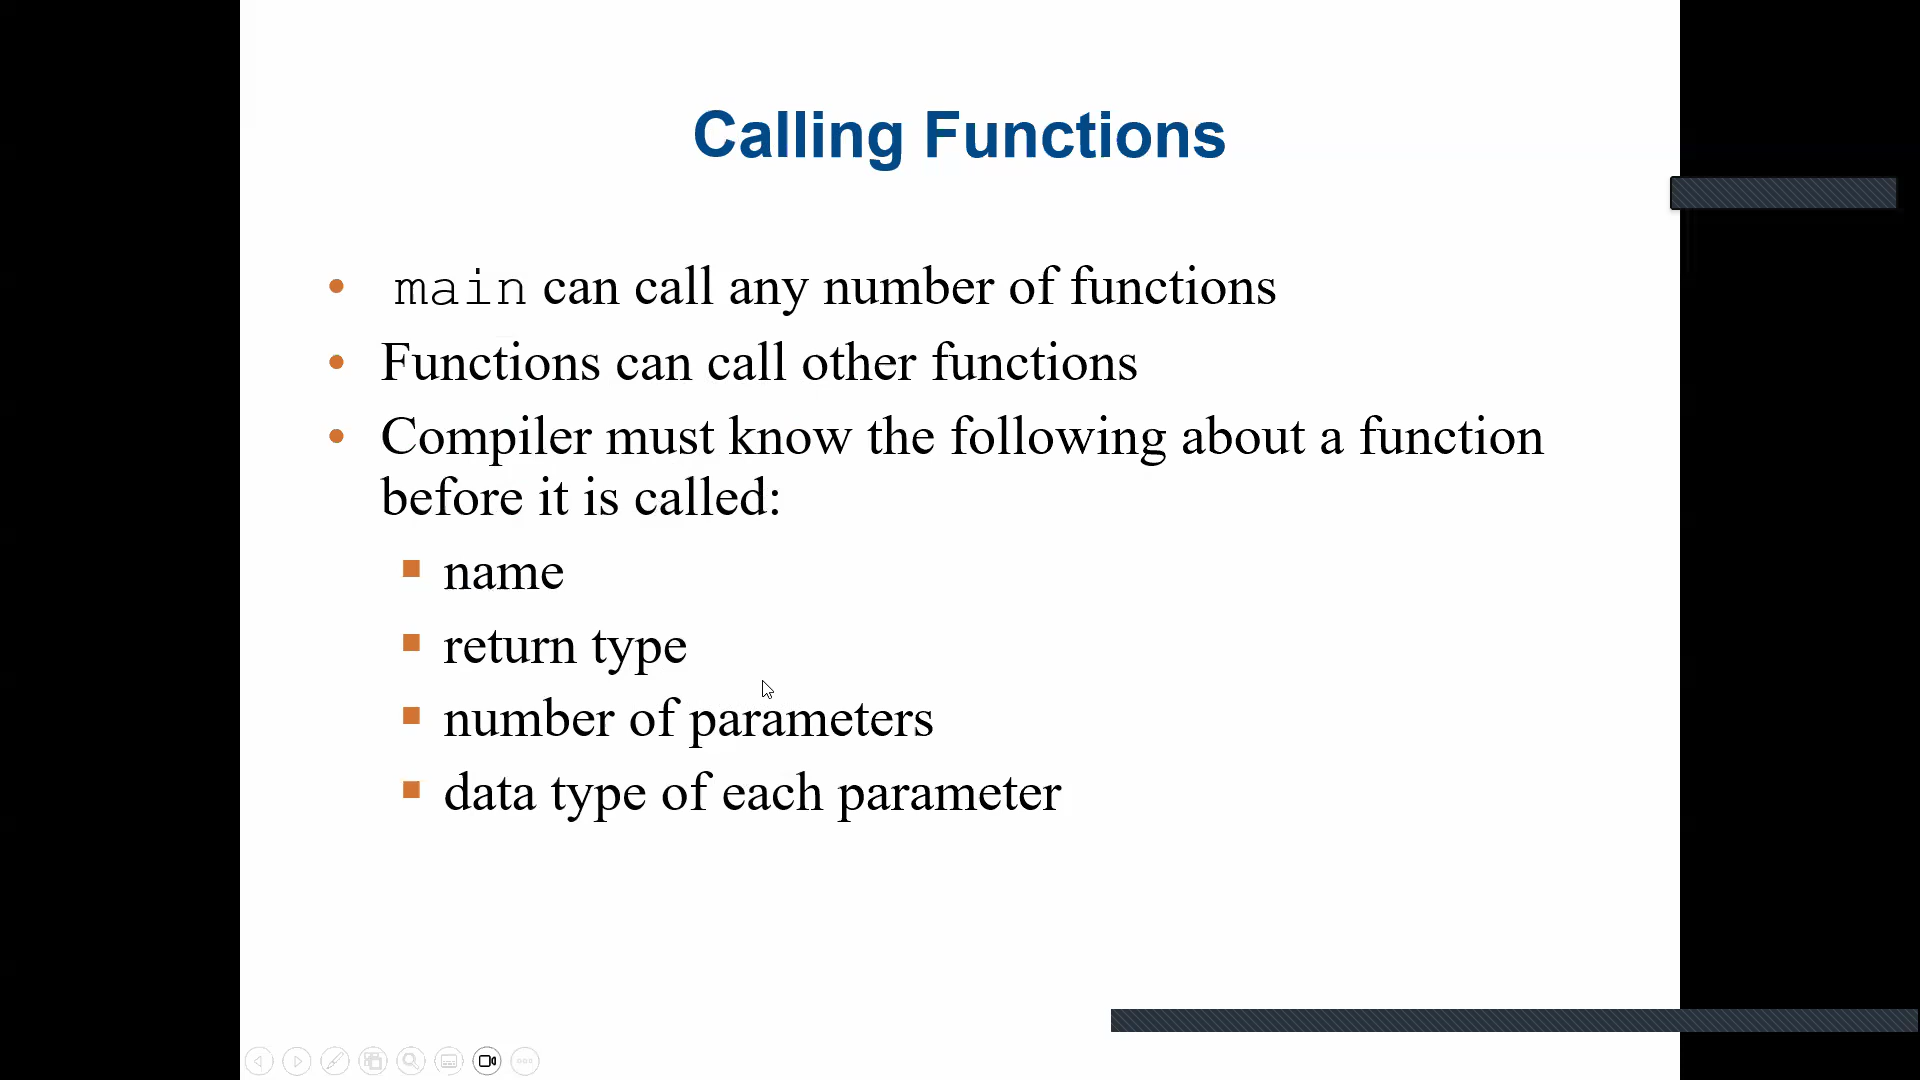 Calling Functions
main can call any number of functions
Functions can call other functions
Compiler must know the following about a function
before it is called:
name
return type
number of parameters
data type of each parameter